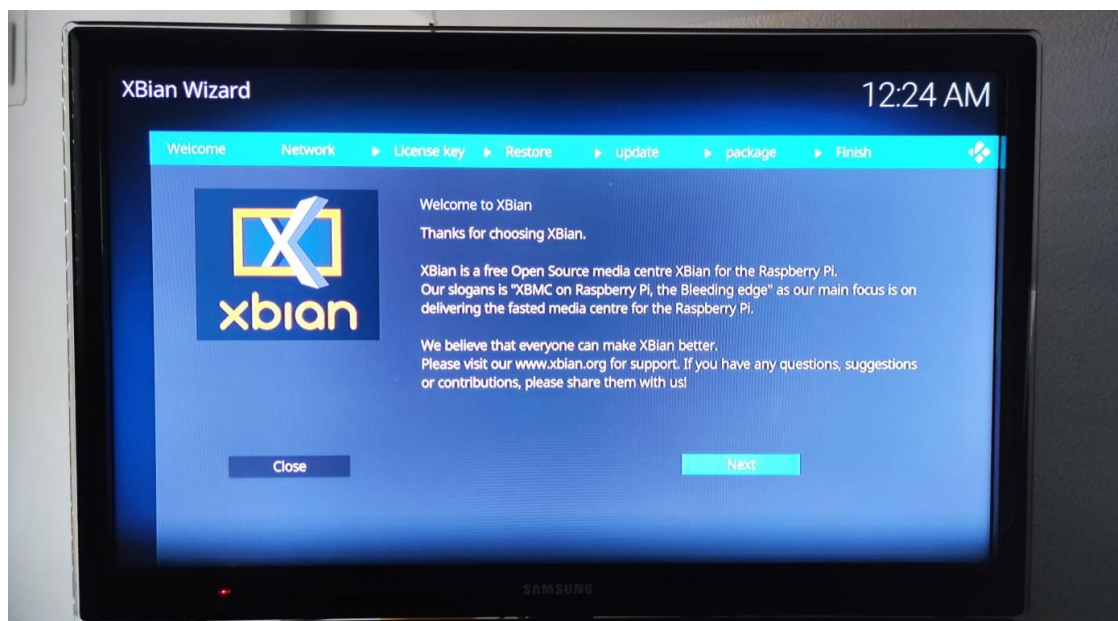 XBian Wizard
12:24 AM
Welcome Network License key Restore update package Finish
xbian
Welcome to XBian
Thanks for choosing XBian.
XBian is a free Open Source media centre XBian for the Raspberry Pi.
Our slogans is "XBMC on Raspberry Pi, the Bleeding edge" as our main focus is on
delivering the fasted media centre for the Raspberry Pi.
We believe that everyone can make XBian better.
Please visit our www.xbian.org for support. If you have any questions, suggestions
or contributions, please share them with us!
Close
Next
SAMSUNG